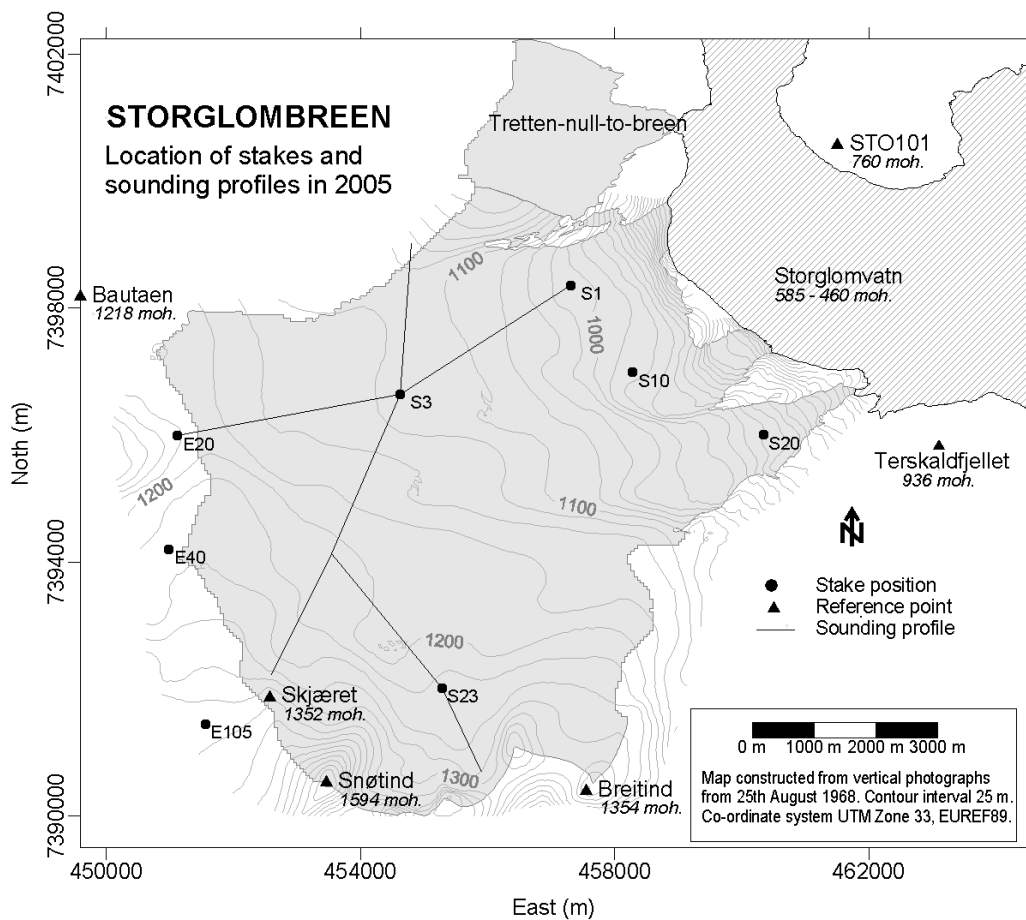 7402000
STORGLOMBREEN
Location of stakes and
sounding profiles in 2005
Tretten-null-to-breen
STO101
760 moh.
1100
Storglomvatn
585 - 460 moh.
7398000
Bautaen
1218 moh.
S1
1000
S10
S3
E20
S20
Terskaldfjellet
936 moh.
Noth (m)
1200
1100
7394000
E40
N
Stake position
Reference point
Sounding profile
1200
S23
Skjæret
1352 moh.
E105
1300
Snøtind
1594 moh.
Breitind
1354 moh.
0 m 1000 m 2000 m 3000 m
Map constructed from vertical photographs
from 25th August 1968. Contour interval 25 m.
Co-ordinate system UTM Zone 33, EUREF89.
7390000
450000 454000 458000 462000
East (m)